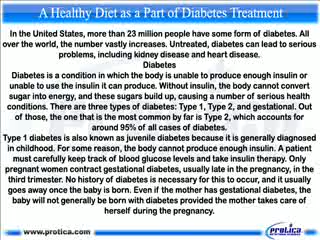 A Healthy Diet as a Part of Diabetes Treatment
In the United States, more than 23 million people have some form of diabetes. All
over the world, the number vastly increases. Untreated, diabetes can lead to serious
problems, including kidney disease and heart disease.
Diabetes
Diabetes is a condition in which the body is unable to produce enough insulin or
unable to use the insulin it can produce. Without insulin, the body cannot convert
sugar into energy, and these sugars build up, causing a number of serious health
conditions. There are three types of diabetes: Type 1, Type 2, and gestational. Out
of those, the one that is the most common by far is Type 2, which accounts for
around 95% of all cases of diabetes.
Type 1 diabetes is also known as juvenile diabetes because it is generally diagnosed
in childhood. For some reason, the body cannot produce enough insulin. A patient
must carefully keep track of blood glucose levels and take insulin therapy. Only
pregnant women contract gestational diabetes, usually late in the pregnancy, in the
third trimester. No history of diabetes is necessary for this to occur, and it usually
goes away once the baby is born. Even if the mother has gestational diabetes, the
baby will not generally be born with diabetes provided the mother takes care of
herself during the pregnancy.
www.protica.com
protica